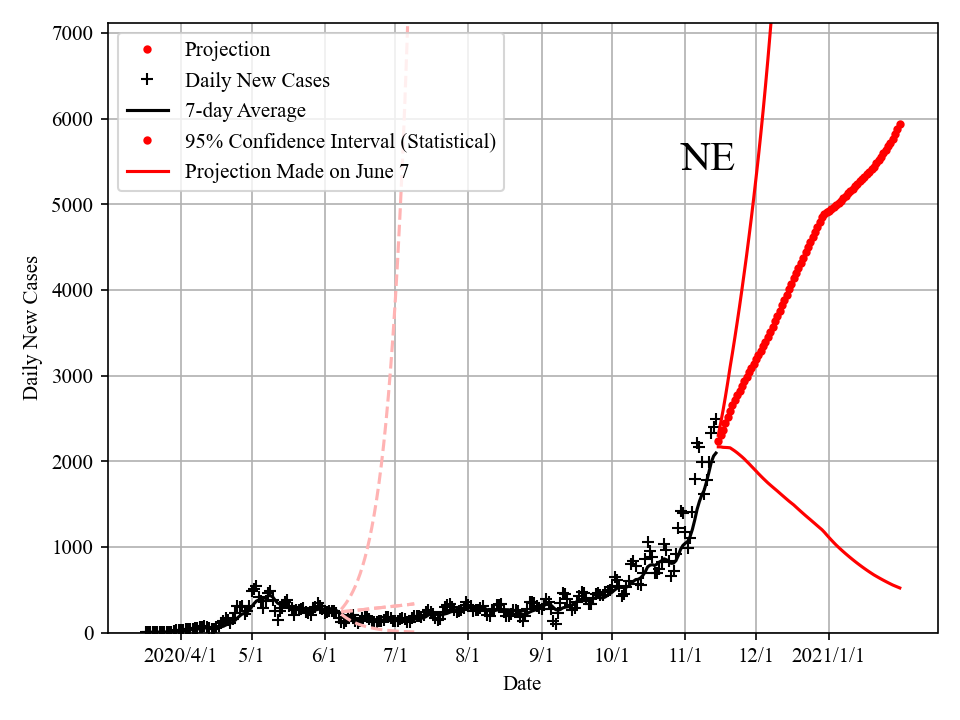 7000
6000
5000
4000
3000
2000
1000
0
Daily New Cases
Projection
Daily New Cases
7-day Average
95% Confidence Interval (Statistical)
Projection Made on June 7
NE
2020/4/1 5/1 6/1 7/1 8/1 9/1 10/1 11/1 12/1 2021/1/1
Date